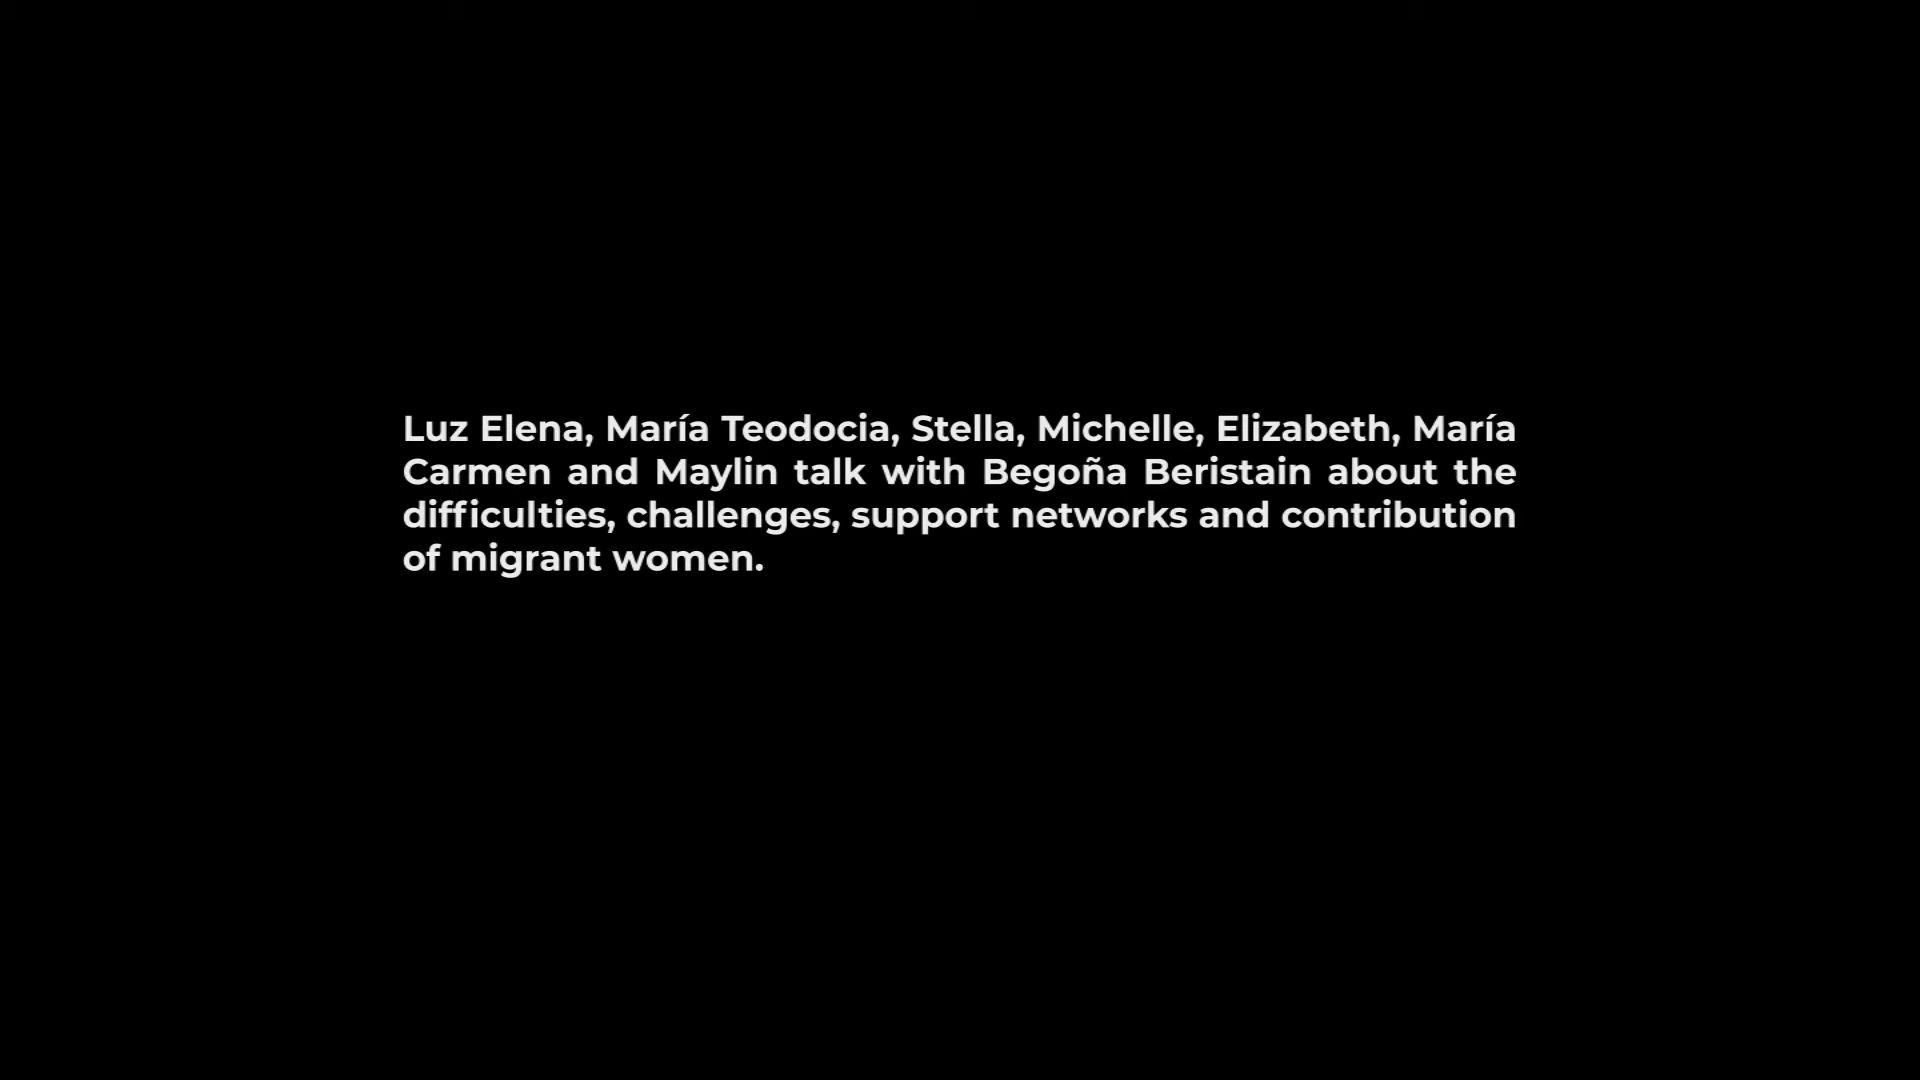 Luz Elena, María Teodocia, Stella, Michelle, Elizabeth, María
Carmen and Maylin talk with Begoña Beristain about the
difficulties, challenges, support networks and contribution
of migrant women.